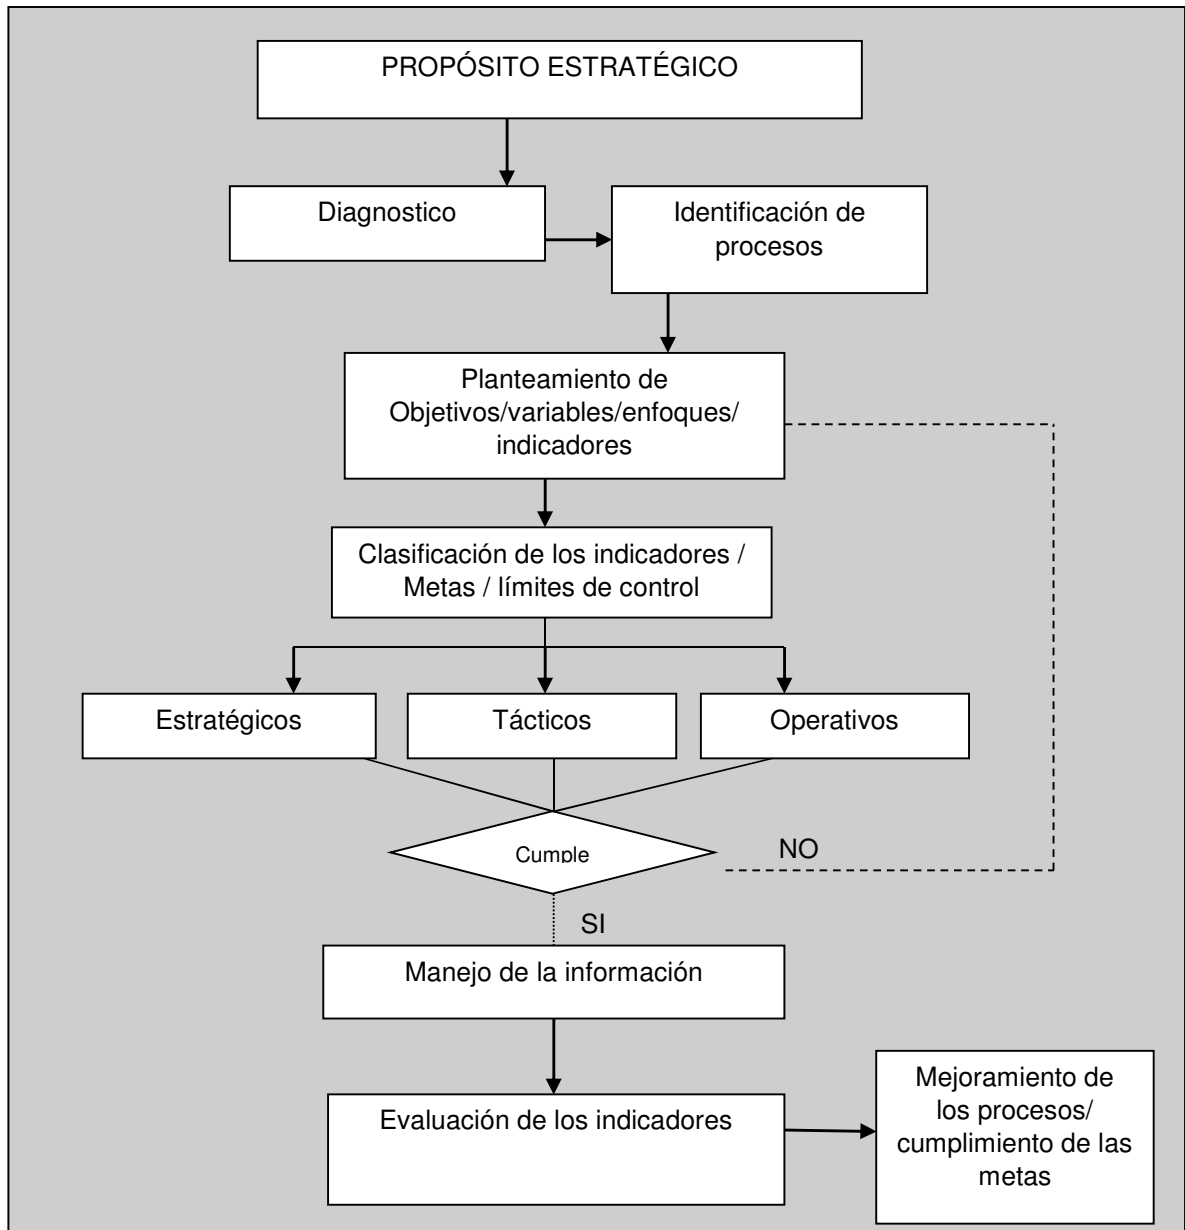 PROPÓSITO ESTRATÉGICO
Diagnostico
Identificación de
procesos
Planteamiento de
Objetivos/variables/enfoques/
indicadores
Clasificación de los indicadores /
Metas / límites de control
Estratégicos
Tácticos
Operativos
Cumple
NO
SI
Manejo de la información
Evaluación de los indicadores
Mejoramiento de
los procesos/
cumplimiento de las
metas